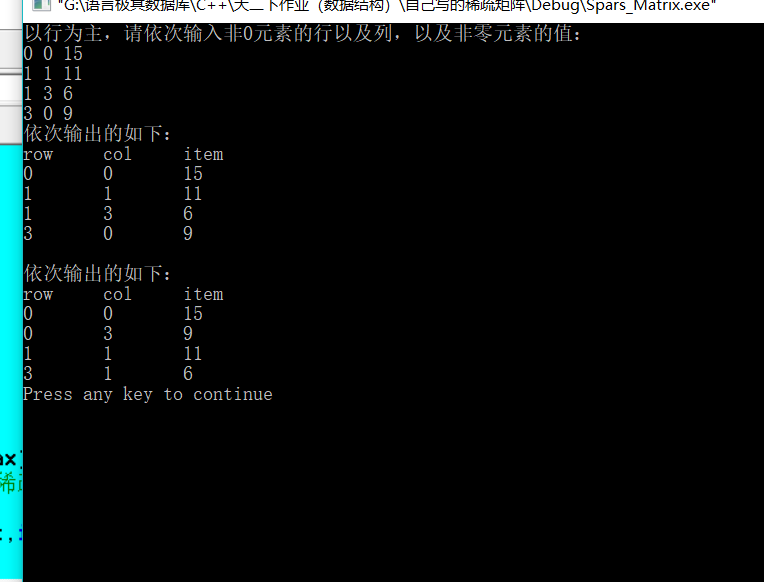 "G:\语言极其数据库\C++\大二下作业（数据结构）\自己写的稀疏矩阵\Debug\Spars_Matrix.exe"
以行为主，请依次输入非0元素的行以及列，以及非零元素的值：
0 0 15
1 1 11
1 3 6
3 0 9
依次输出的如下：
row col item
0 0 15
1 1 11
1 3 6
3 0 9
依次输出的如下：
row col item
0 0 15
0 3 9
1 1 11
3 1 6
Press any key to continue